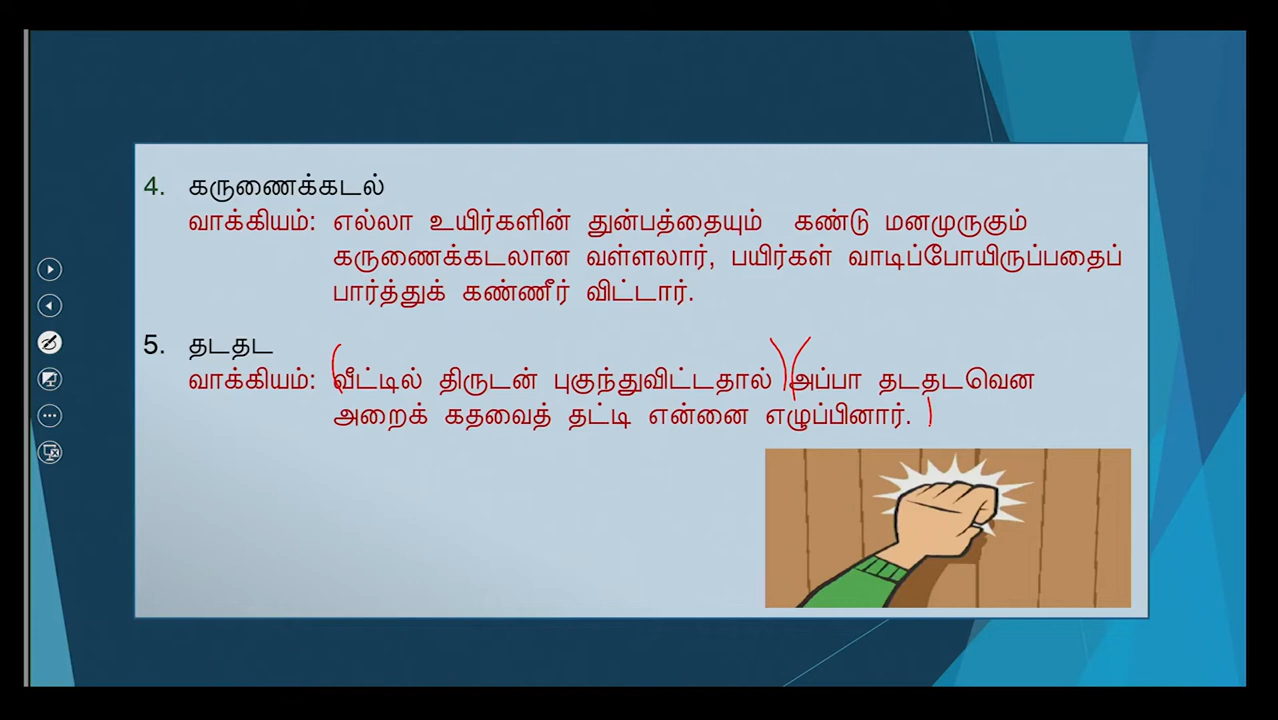 4. கருணைக்கடல்
வாக்கியம்: எல்லா உயிர்களின் துன்பத்தையும் கண்டு மனமுருகும்
கருணைக்கடலான வள்ளலார், பயிர்கள் வாடிப்போயிருப்பதைப்
பார்த்துக் கண்ணீர் விட்டார்.
5. தடதட
வாக்கியம்: வீட்டில் திருடன் புகுந்துவிட்டதால் அப்பா தடதடவென
அறைக் கதவைத் தட்டி என்னை எழுப்பினார்.